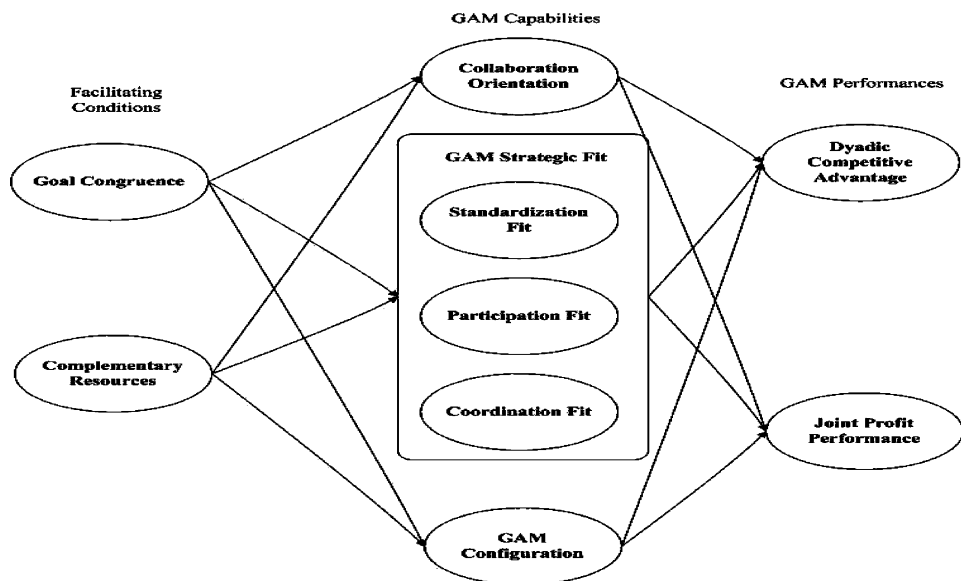 GAM Capabilities
Collaboration
Orientation
Facilitating
Conditions
GAM Performances
Goal Congruence
GAM Strategic Fit
Dyadic
Competitive
Advantage
Standardization
Fit
Participation Fit
Complementary
Resources
Coordination Fit
Joint Profit
Performance
GAM
Configuration